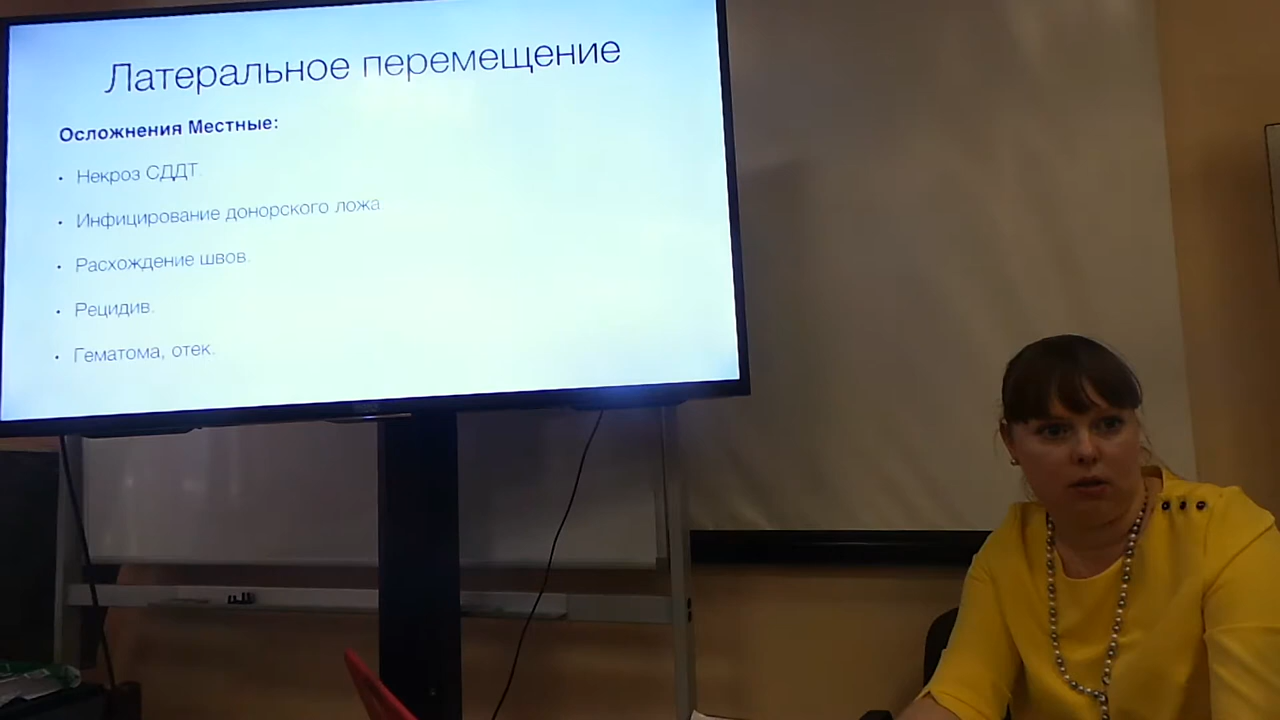 Латеральное перемещение
Осложнения Местные:
• Некроз СДДТ.
• Инфицирование донорского ложа
• Расхождение швов.
• Рецидив.
• Гематома, отек.